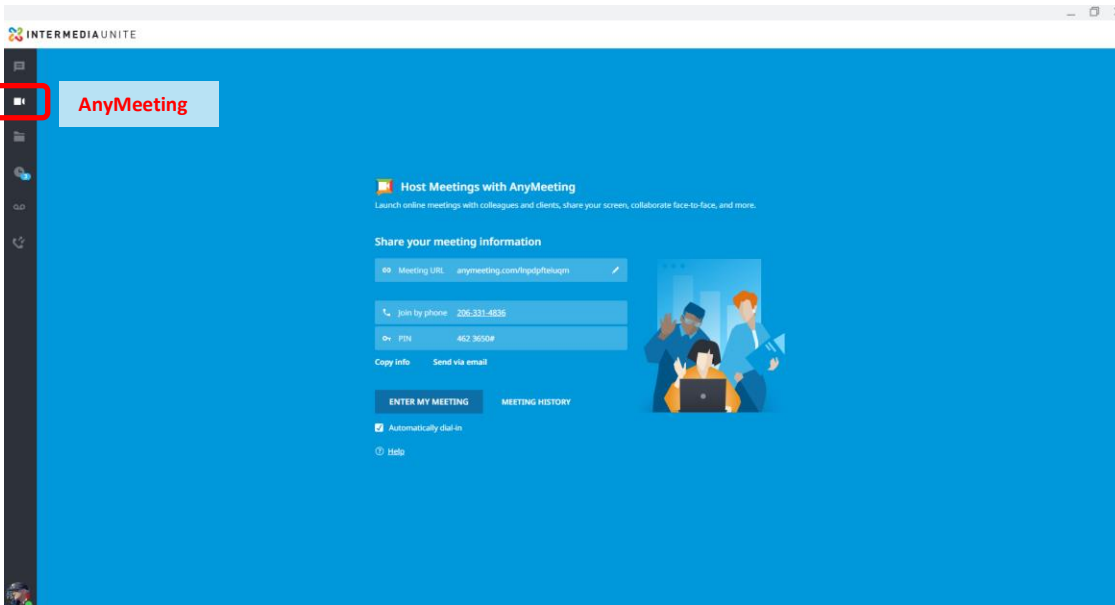 INTERMEDIAUNITE
AnyMeeting
Host Meetings with AnyMeeting
Launch online meetings with colleagues and clients, share your screen, collaborate face-to-face, and more.
Share your meeting information
Meeting URL anymeeting.com/
Join by phone 206-331-4836
PIN 462 3650#
Copy info Send via email
ENTER MY MEETING MEETING HISTORY
Automatically dial-in
Help